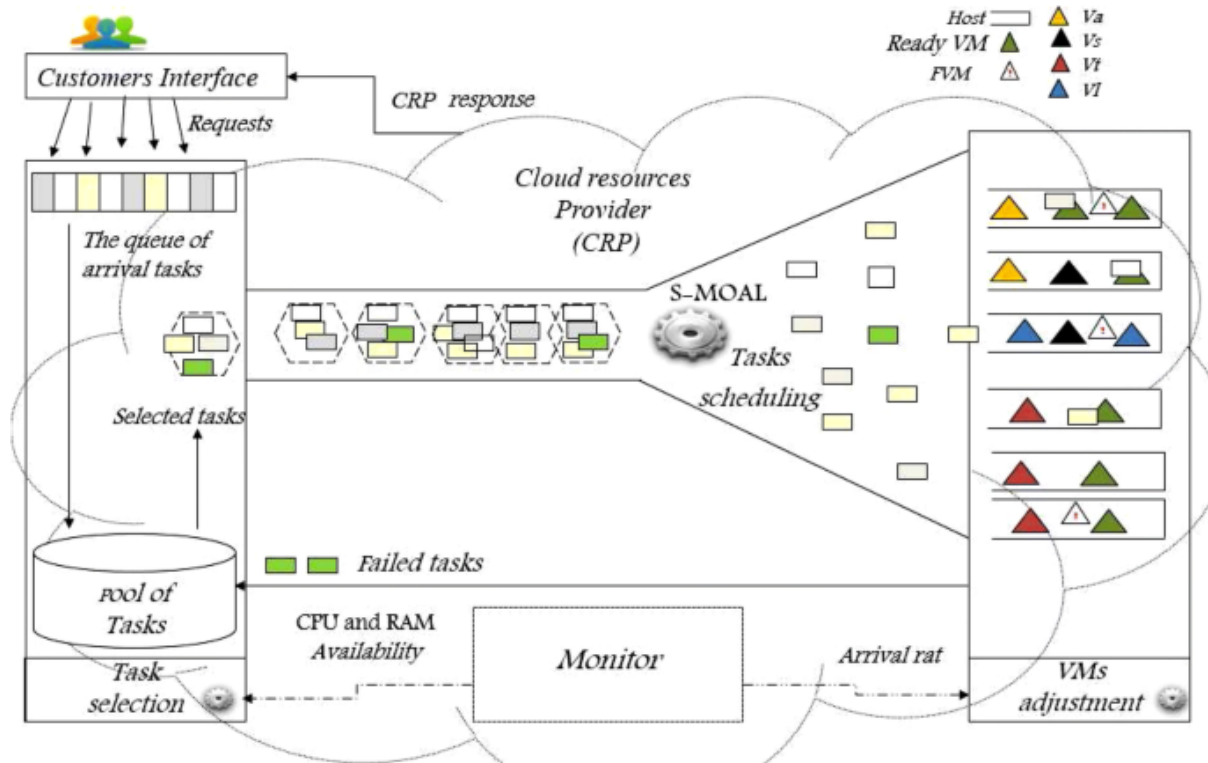 Host
Va
Ready VM
Vs
FVM
!
Vt
Vl
Customers Interface
CRP response
Requests
Cloud resources
Provider
(CRP)
The queue of
arrival tasks
S-MOAL
Tasks
scheduling
Selected tasks
!
!
!
Failed tasks
Pool of
Tasks
CPU and RAM
Availability
Monitor
Arrival rat
Task
selection
VMs
adjustment